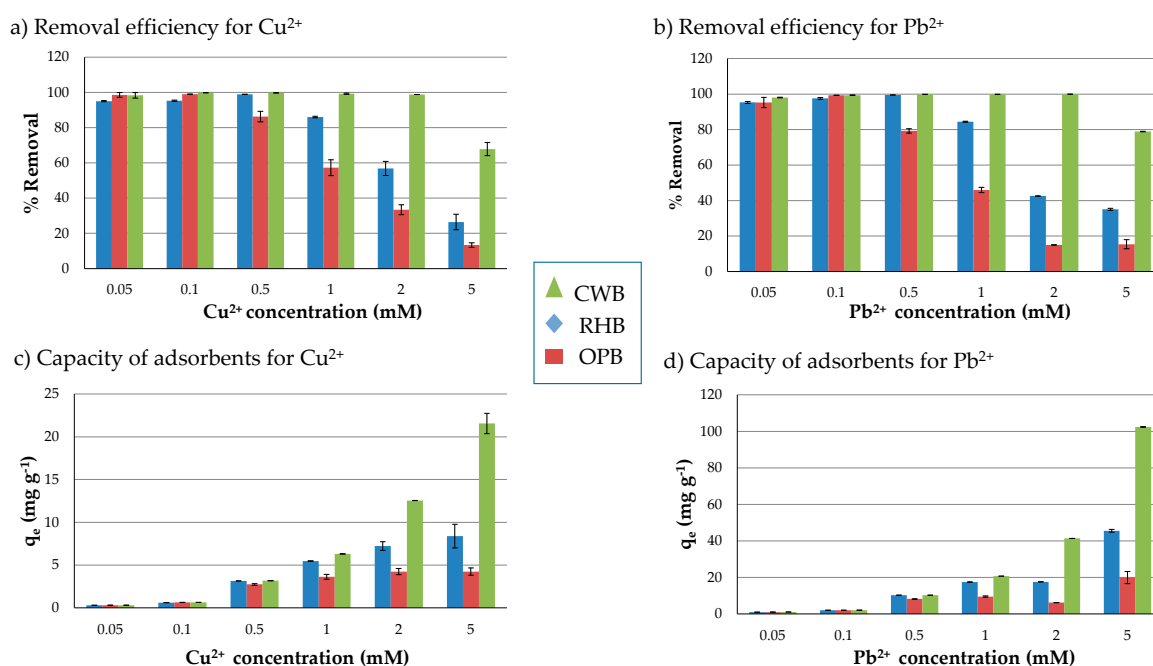 a) Removal efficiency for Cu²⁺
120
100
80
60
40
20
0
% Removal
0.05 0.1 0.5 1 2 5
Cu²⁺ concentration (mM)
b) Removal efficiency for Pb²⁺
120
100
80
60
40
20
0
% Removal
0.05 0.1 0.5 1 2 5
Pb²⁺ concentration (mM)
CWB
RHB
OPB
c) Capacity of adsorbents for Cu²⁺
25
20
15
10
5
0
qₑ (mg g⁻¹)
0.05 0.1 0.5 1 2 5
Cu²⁺ concentration (mM)
d) Capacity of adsorbents for Pb²⁺
120
100
80
60
40
20
0
qₑ (mg g⁻¹)
0.05 0.1 0.5 1 2 5
Pb²⁺ concentration (mM)